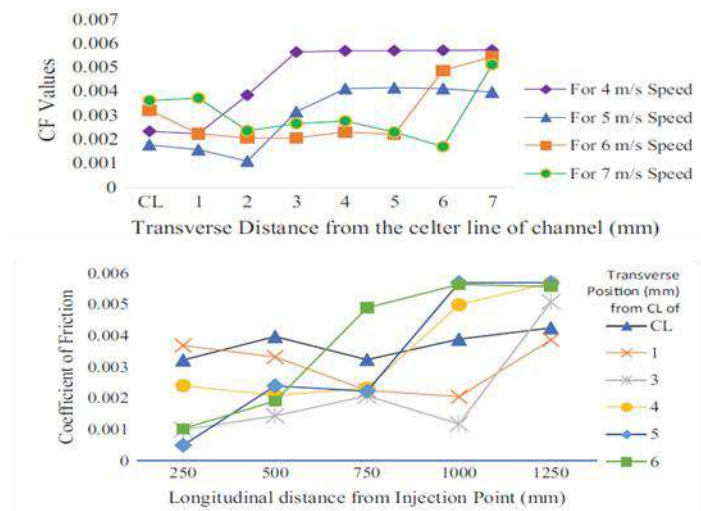 0.007
0.006
0.005
0.004
0.003
0.002
0.001
0
CF Values
CL 1 2 3 4 5 6 7
Transverse Distance from the celter line of channel (mm)
For 4 m/s Speed
For 5 m/s Speed
For 6 m/s Speed
For 7 m/s Speed
0.006
0.005
0.004
0.003
0.002
0.001
0
Coefficient of Friction
250 500 750 1000 1250
Longitudinal distance from Injection Point (mm)
Transverse
Position (mm)
from CL of
CL
1
3
4
5
6